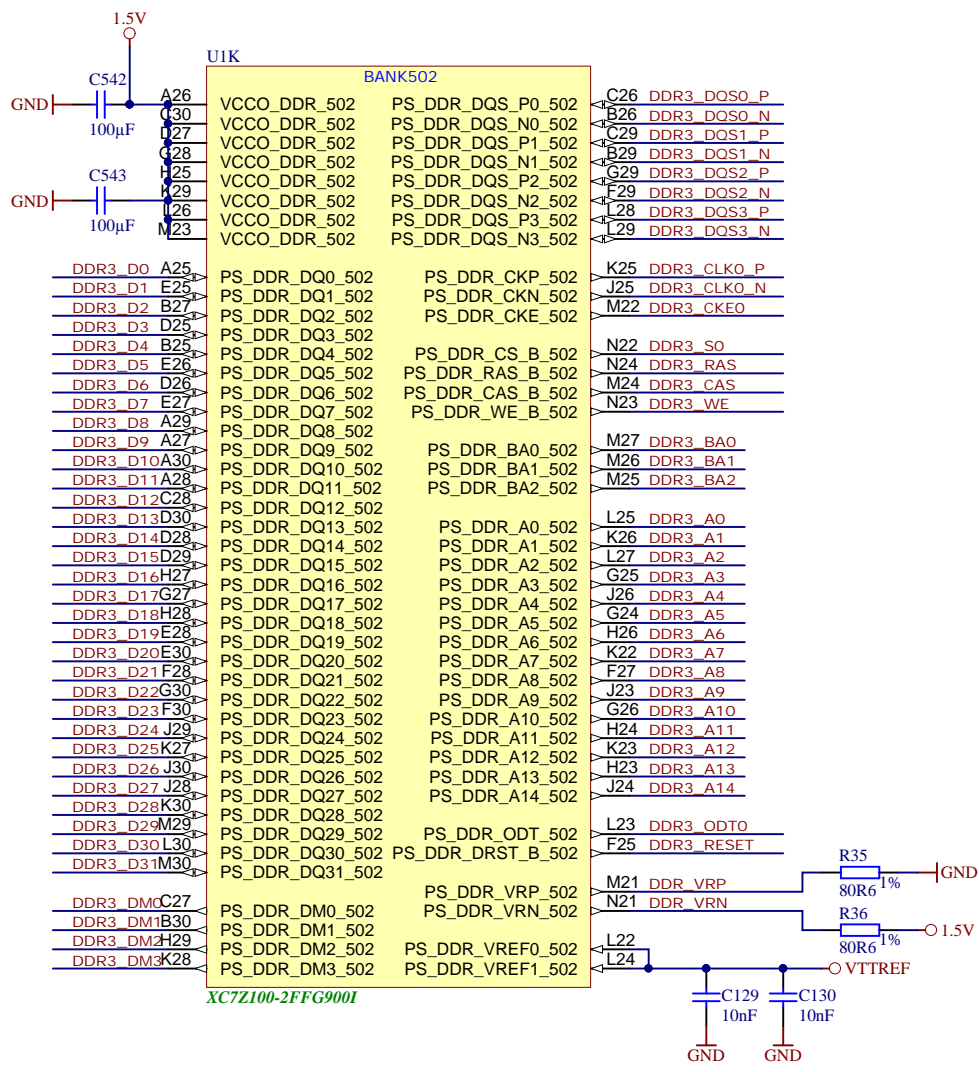 1.5V
U1K
BANK502
C542
GND
100µF
C543
GND
100µF
A26 VCCO_DDR_502 PS_DDR_DQS_P0_502 C26 DDR3_DQS0_P
C30 VCCO_DDR_502 PS_DDR_DQS_N0_502 B26 DDR3_DQS0_N
D27 VCCO_DDR_502 PS_DDR_DQS_P1_502 C29 DDR3_DQS1_P
G28 VCCO_DDR_502 PS_DDR_DQS_N1_502 B29 DDR3_DQS1_N
H25 VCCO_DDR_502 PS_DDR_DQS_P2_502 G29 DDR3_DQS2_P
K29 VCCO_DDR_502 PS_DDR_DQS_N2_502 F29 DDR3_DQS2_N
L26 VCCO_DDR_502 PS_DDR_DQS_P3_502 L28 DDR3_DQS3_P
M23 VCCO_DDR_502 PS_DDR_DQS_N3_502 L29 DDR3_DQS3_N
DDR3_D0 A25 PS_DDR_DQ0_502 PS_DDR_CKP_502 K25 DDR3_CLK0_P
DDR3_D1 E25 PS_DDR_DQ1_502 PS_DDR_CKN_502 J25 DDR3_CLK0_N
DDR3_D2 B27 PS_DDR_DQ2_502 PS_DDR_CKE_502 M22 DDR3_CKE0
DDR3_D3 D25 PS_DDR_DQ3_502
DDR3_D4 B25 PS_DDR_DQ4_502 PS_DDR_CS_B_502 N22 DDR3_S0
DDR3_D5 E26 PS_DDR_DQ5_502 PS_DDR_RAS_B_502 N24 DDR3_RAS
DDR3_D6 D26 PS_DDR_DQ6_502 PS_DDR_CAS_B_502 M24 DDR3_CAS
DDR3_D7 E27 PS_DDR_DQ7_502 PS_DDR_WE_B_502 N23 DDR3_WE
DDR3_D8 A29 PS_DDR_DQ8_502
DDR3_D9 A27 PS_DDR_DQ9_502 PS_DDR_BA0_502 M27 DDR3_BA0
DDR3_D10 A30 PS_DDR_DQ10_502 PS_DDR_BA1_502 M26 DDR3_BA1
DDR3_D11 A28 PS_DDR_DQ11_502 PS_DDR_BA2_502 M25 DDR3_BA2
DDR3_D12 C28 PS_DDR_DQ12_502
DDR3_D13 D30 PS_DDR_DQ13_502 PS_DDR_A0_502 L25 DDR3_A0
DDR3_D14 D28 PS_DDR_DQ14_502 PS_DDR_A1_502 K26 DDR3_A1
DDR3_D15 D29 PS_DDR_DQ15_502 PS_DDR_A2_502 L27 DDR3_A2
DDR3_D16 H27 PS_DDR_DQ16_502 PS_DDR_A3_502 G25 DDR3_A3
DDR3_D17 G27 PS_DDR_DQ17_502 PS_DDR_A4_502 J26 DDR3_A4
DDR3_D18 H28 PS_DDR_DQ18_502 PS_DDR_A5_502 G24 DDR3_A5
DDR3_D19 E28 PS_DDR_DQ19_502 PS_DDR_A6_502 H26 DDR3_A6
DDR3_D20 E30 PS_DDR_DQ20_502 PS_DDR_A7_502 K22 DDR3_A7
DDR3_D21 F28 PS_DDR_DQ21_502 PS_DDR_A8_502 F27 DDR3_A8
DDR3_D22 G30 PS_DDR_DQ22_502 PS_DDR_A9_502 J23 DDR3_A9
DDR3_D23 F30 PS_DDR_DQ23_502 PS_DDR_A10_502 G26 DDR3_A10
DDR3_D24 J29 PS_DDR_DQ24_502 PS_DDR_A11_502 H24 DDR3_A11
DDR3_D25 K27 PS_DDR_DQ25_502 PS_DDR_A12_502 K23 DDR3_A12
DDR3_D26 J30 PS_DDR_DQ26_502 PS_DDR_A13_502 H23 DDR3_A13
DDR3_D27 J28 PS_DDR_DQ27_502 PS_DDR_A14_502 J24 DDR3_A14
DDR3_D28 K30 PS_DDR_DQ28_502
DDR3_D29 M29 PS_DDR_DQ29_502 PS_DDR_ODT_502 L23 DDR3_ODT0
DDR3_D30 L30 PS_DDR_DQ30_502 PS_DDR_DRST_B_502 F25 DDR3_RESET
DDR3_D31 M30 PS_DDR_DQ31_502
PS_DDR_VRP_502 M21 DDR_VRP
R35
80R6 1%
GND
DDR3_DM0 C27 PS_DDR_DM0_502 PS_DDR_VRN_502 N21 DDR_VRN
R36
80R6 1%
1.5V
DDR3_DM1 B30 PS_DDR_DM1_502
DDR3_DM2 H29 PS_DDR_DM2_502 PS_DDR_VREF0_502 L22
DDR3_DM3 K28 PS_DDR_DM3_502 PS_DDR_VREF1_502 L24
VTTREF
XC7Z100-2FFG900I
C129
10nF
C130
10nF
GND
GND